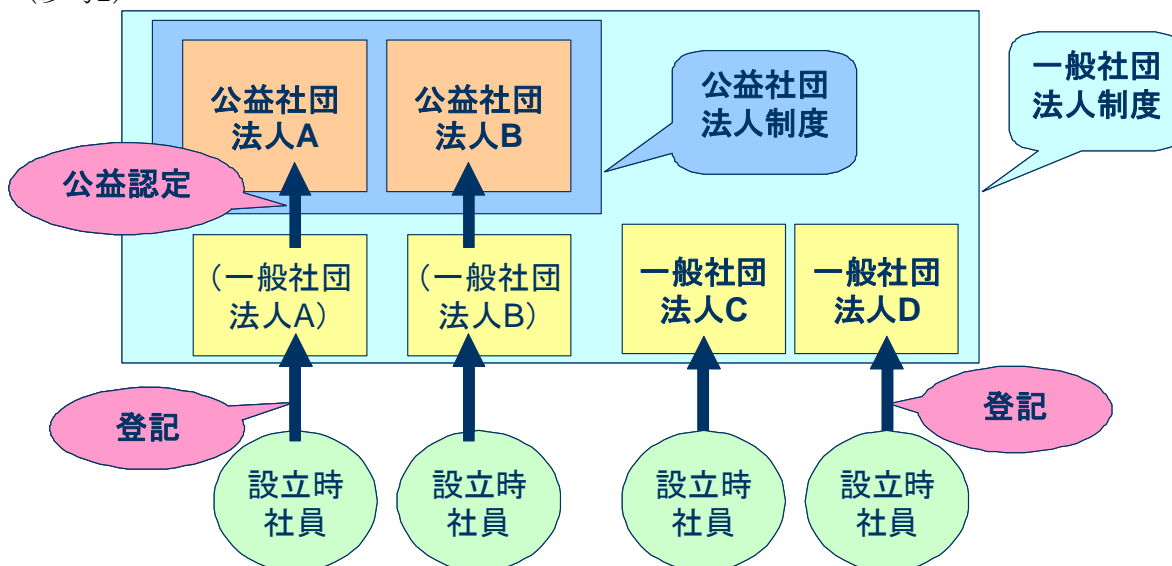 公益社団
法人A
公益社団
法人B
公益社団
法人制度
一般社団
法人制度
公益認定
(一般社団
法人A)
(一般社団
法人B)
一般社団
法人C
一般社団
法人D
登記
登記
設立時
社員
設立時
社員
設立時
社員
設立時
社員